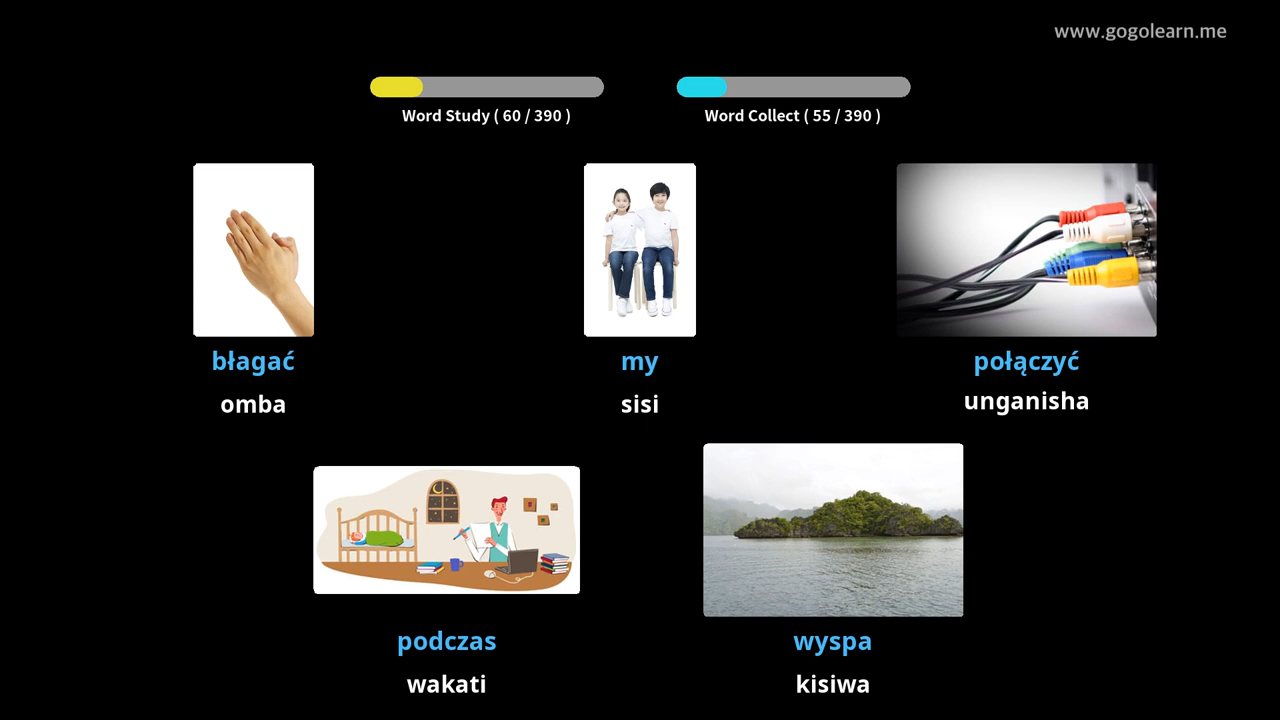 www.gogolearn.me
Word Study ( 60 / 390 )
Word Collect ( 55 / 390 )
błagać
my
połączyć
omba
sisi
unganisha
podczas
wyspa
wakati
kisiwa